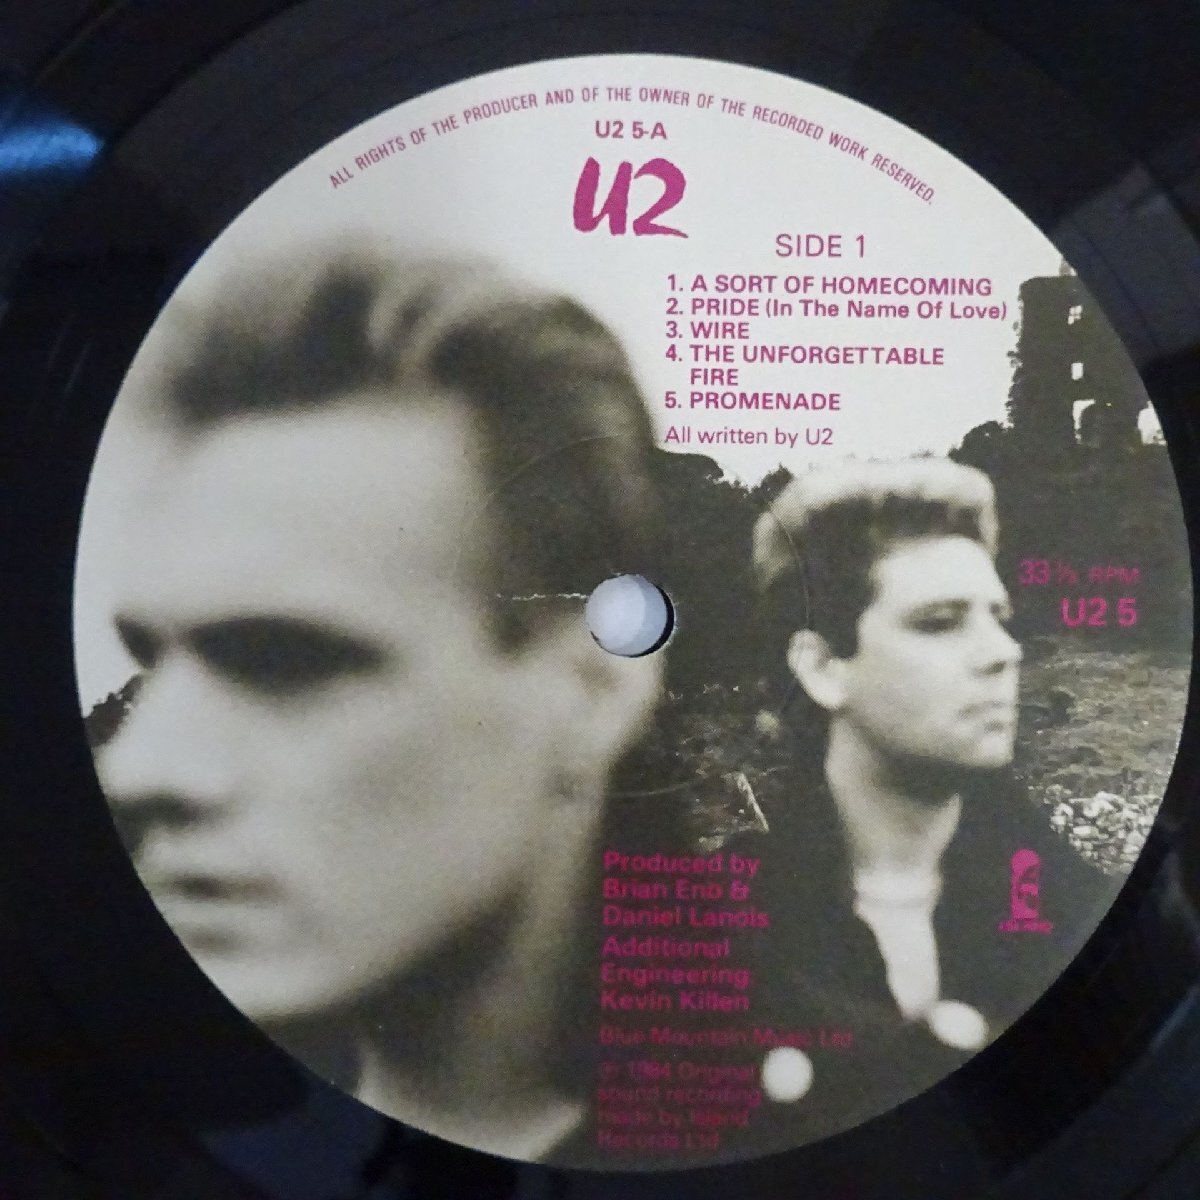 ALL RIGHTS OF THE PRODUCER AND OF THE OWNER OF THE RECORDED WORK RESERVED.
U2 5-A
U2
SIDE 1
1. A SORT OF HOMECOMING
2. PRIDE (In The Name Of Love)
3. WIRE
4. THE UNFORGETTABLE
FIRE
5. PROMENADE
All written by U2
33⅓ RPM
U2 5
Produced by
Brian Eno &
Daniel Lanois
Additional
Engineering
Kevin Killen
Blue Mountain Music Ltd
℗ 1984 Original
sound recording
made by Island
Records Ltd
ISLAND